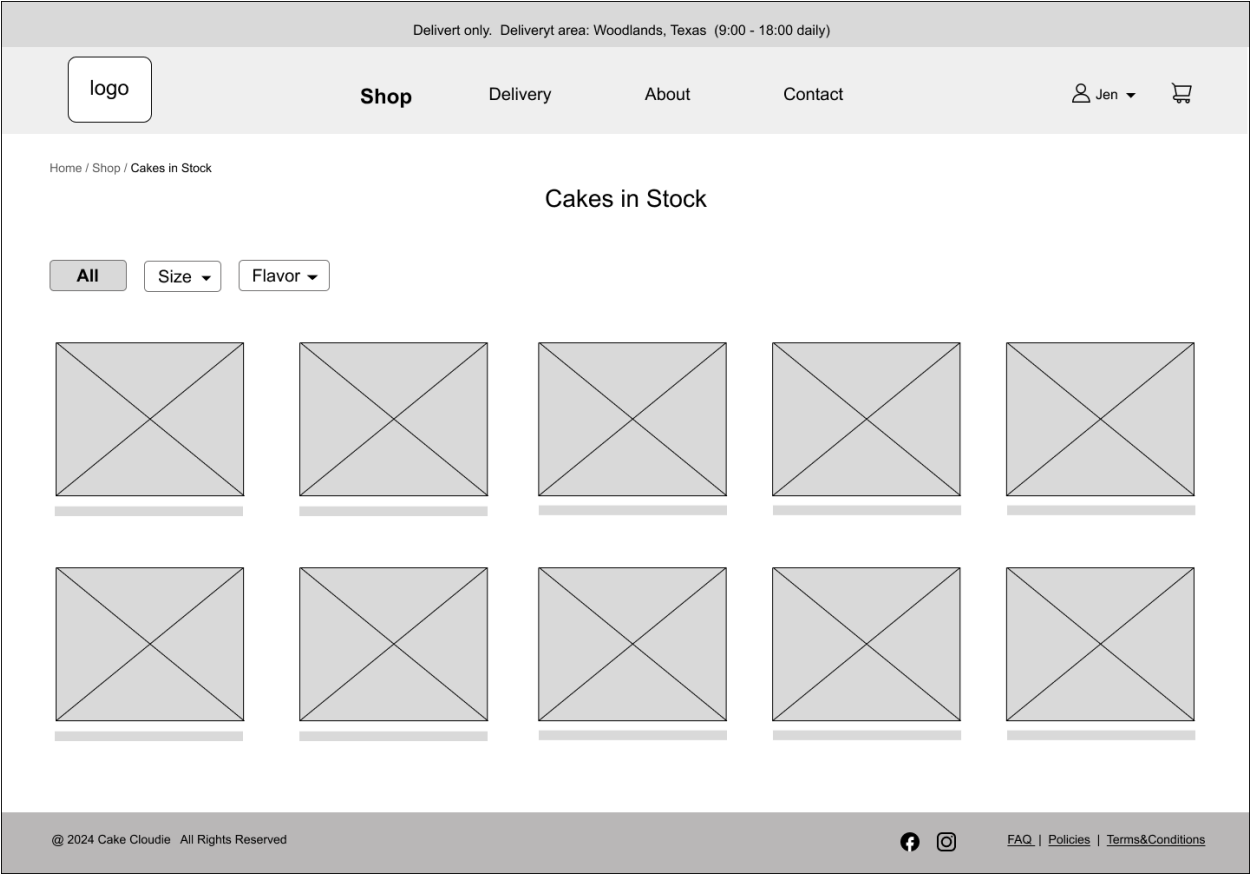 Delivert only. Deliveryt area: Woodlands, Texas (9:00 - 18:00 daily)
logo
Shop
Delivery
About
Contact
Jen
Home / Shop / Cakes in Stock
Cakes in Stock
All
Size
Flavor
@ 2024 Cake Cloudie All Rights Reserved
FAQ | Policies | Terms&Conditions